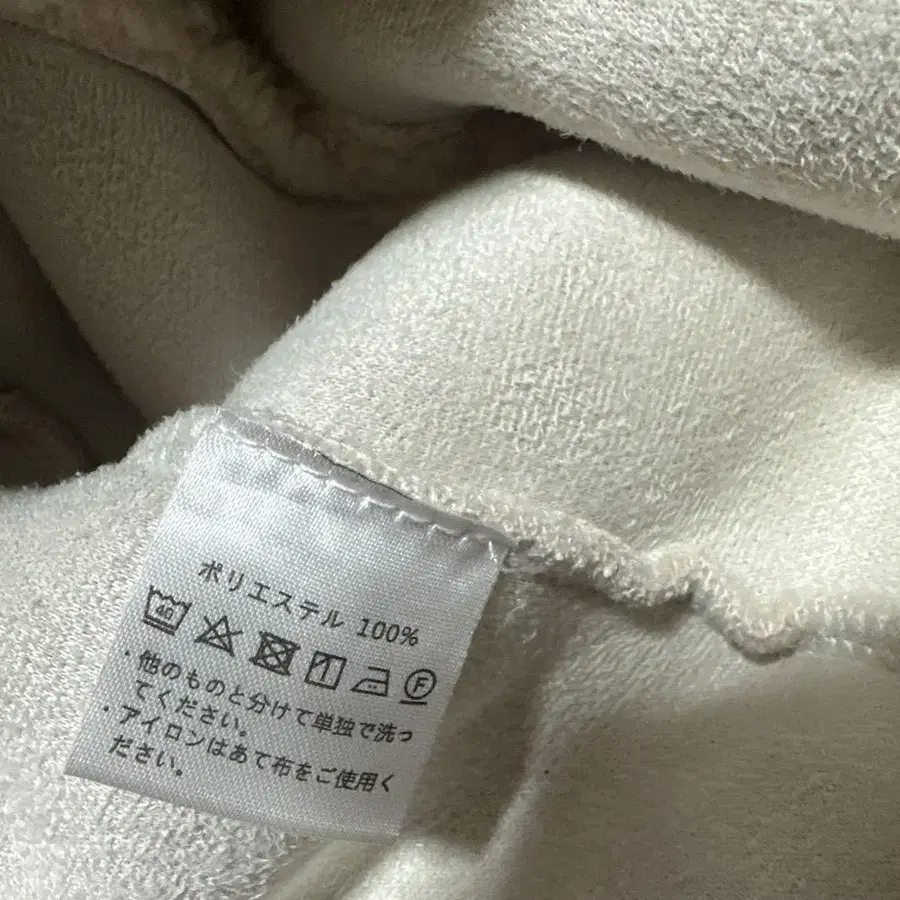 ポリエステル 100%
40 F
・他のものと分けて単独で洗っ
てください。
・アイロンはあて布をご使用く
ださい。